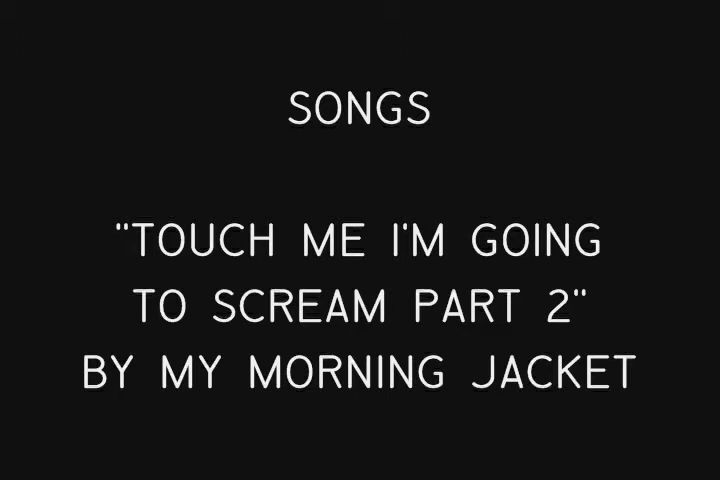 SONGS
"TOUCH ME I'M GOING
TO SCREAM PART 2"
BY MY MORNING JACKET